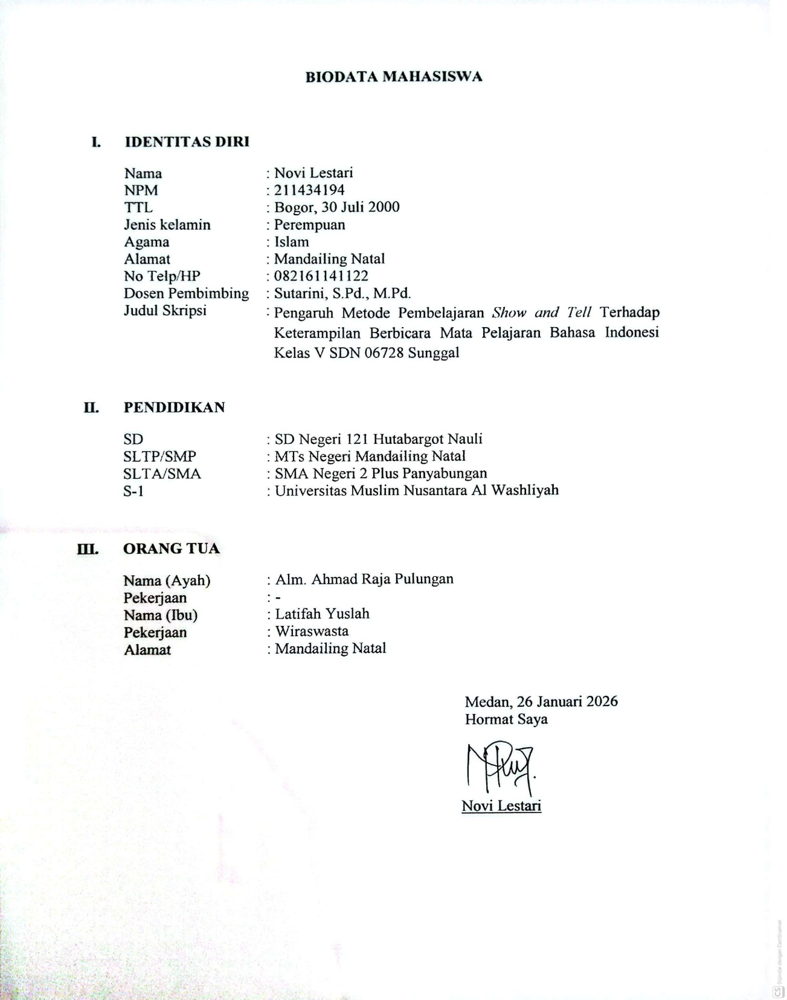 BIODATA MAHASISWA
I. IDENTITAS DIRI
Nama : Novi Lestari
NPM : 211434194
TTL : Bogor, 30 Juli 2000
Jenis kelamin : Perempuan
Agama : Islam
Alamat : Mandailing Natal
No Telp/HP : 082161141122
Dosen Pembimbing : Sutarini, S.Pd., M.Pd.
Judul Skripsi : Pengaruh Metode Pembelajaran Show and Tell Terhadap
Keterampilan Berbicara Mata Pelajaran Bahasa Indonesi
Kelas V SDN 06728 Sunggal
II. PENDIDIKAN
SD : SD Negeri 121 Hutabargot Nauli
SLTP/SMP : MTs Negeri Mandailing Natal
SLTA/SMA : SMA Negeri 2 Plus Panyabungan
S-1 : Universitas Muslim Nusantara Al Washliyah
III. ORANG TUA
Nama (Ayah) : Alm. Ahmad Raja Pulungan
Pekerjaan : -
Nama (Ibu) : Latifah Yuslah
Pekerjaan : Wiraswasta
Alamat : Mandailing Natal
Medan, 26 Januari 2026
Hormat Saya
Novi Lestari
CS Dipindai dengan CamScanner